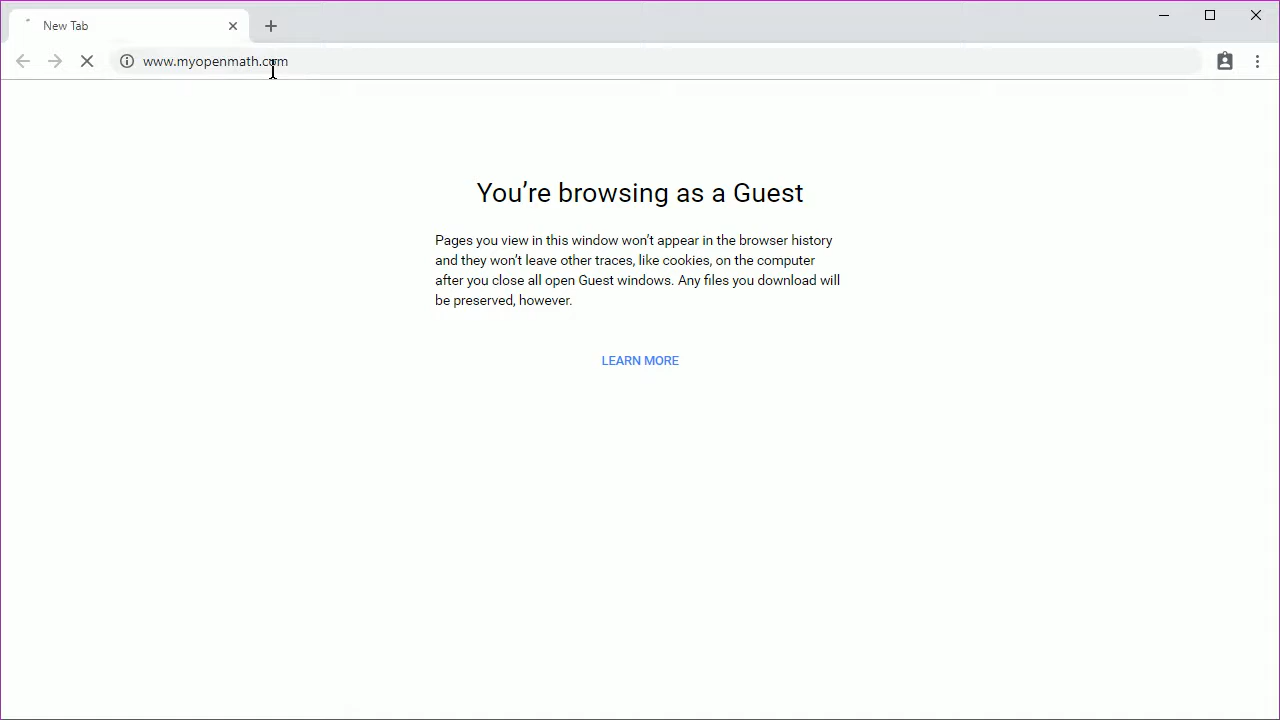 New Tab
www.myopenmath.com
You're browsing as a Guest
Pages you view in this window won't appear in the browser history
and they won't leave other traces, like cookies, on the computer
after you close all open Guest windows. Any files you download will
be preserved, however.
LEARN MORE